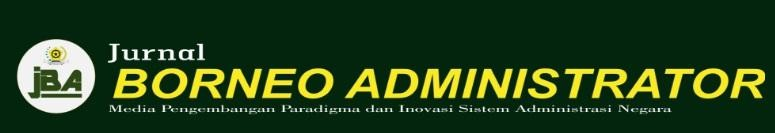 jBA
Jurnal
BORNEO ADMINISTRATOR
Media Pengembangan Paradigma dan Inovasi Sistem Administrasi Negara